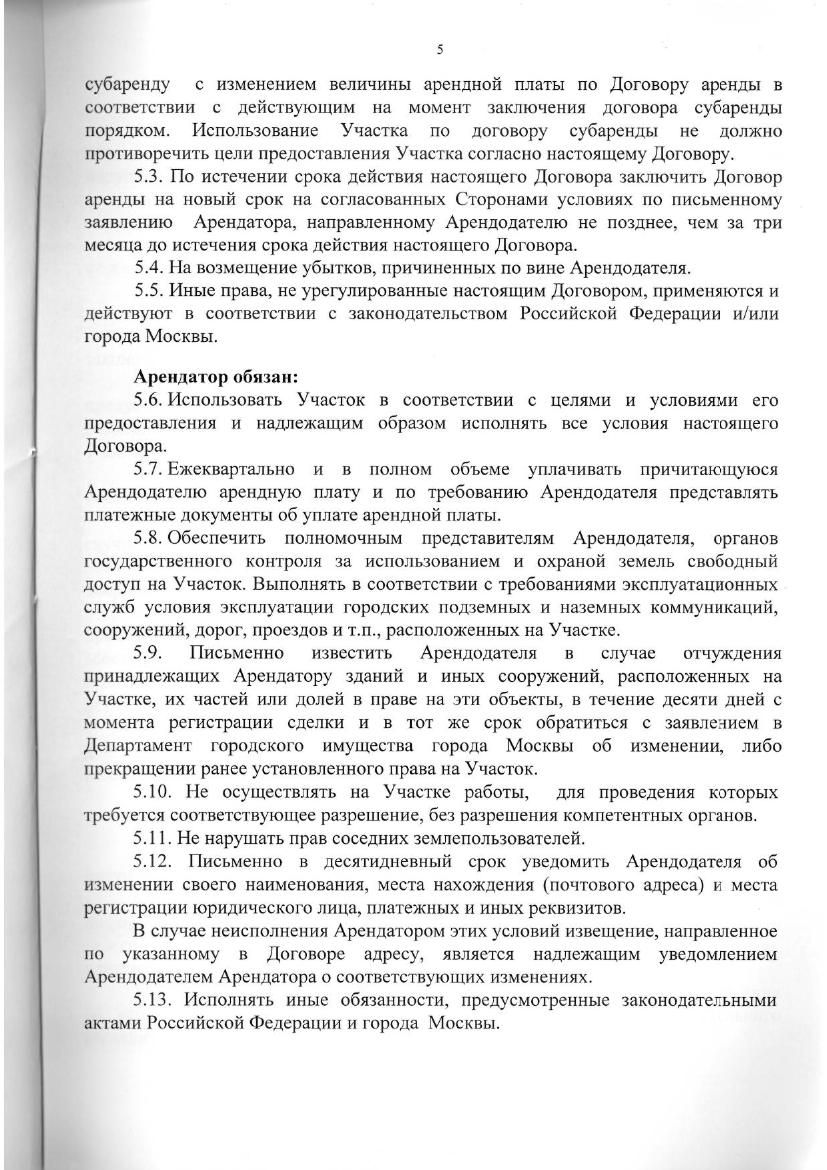 5
субаренду с изменением величины арендной платы по Договору аренды в
соответствии с действующим на момент заключения договора субаренды
порядком. Использование Участка по договору субаренды не должно
противоречить цели предоставления Участка согласно настоящему Договору.
5.3. По истечении срока действия настоящего Договора заключить Договор
аренды на новый срок на согласованных Сторонами условиях по письменному
заявлению Арендатора, направленному Арендодателю не позднее, чем за три
месяца до истечения срока действия настоящего Договора.
5.4. На возмещение убытков, причиненных по вине Арендодателя.
5.5. Иные права, не урегулированные настоящим Договором, применяются и
действуют в соответствии с законодательством Российской Федерации и/или
города Москвы.
Арендатор обязан:
5.6. Использовать Участок в соответствии с целями и условиями его
предоставления и надлежащим образом исполнять все условия настоящего
Договора.
5.7. Ежеквартально и в полном объеме уплачивать причитающуюся
Арендодателю арендную плату и по требованию Арендодателя представлять
платежные документы об уплате арендной платы.
5.8. Обеспечить полномочным представителям Арендодателя, органов
государственного контроля за использованием и охраной земель свободный
доступ на Участок. Выполнять в соответствии с требованиями эксплуатационных
служб условия эксплуатации городских подземных и наземных коммуникаций,
сооружений, дорог, проездов и т.п., расположенных на Участке.
5.9. Письменно известить Арендодателя в случае отчуждения
принадлежащих Арендатору зданий и иных сооружений, расположенных на
Участке, их частей или долей в праве на эти объекты, в течение десяти дней с
момента регистрации сделки и в тот же срок обратиться с заявлением в
Департамент городского имущества города Москвы об изменении, либо
прекращении ранее установленного права на Участок.
5.10. Не осуществлять на Участке работы, для проведения которых
требуется соответствующее разрешение, без разрешения компетентных органов.
5.11. Не нарушать прав соседних землепользователей.
5.12. Письменно в десятидневный срок уведомить Арендодателя об
изменении своего наименования, места нахождения (почтового адреса) и места
регистрации юридического лица, платежных и иных реквизитов.
В случае неисполнения Арендатором этих условий извещение, направленное
по указанному в Договоре адресу, является надлежащим уведомлением
Арендодателем Арендатора о соответствующих изменениях.
5.13. Исполнять иные обязанности, предусмотренные законодательными
актами Российской Федерации и города Москвы.